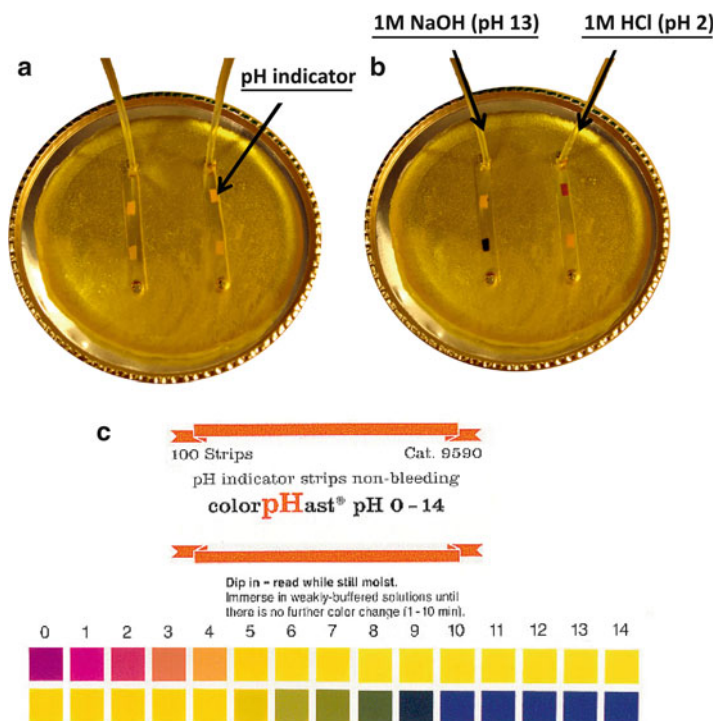 1M NaOH (pH 13)
1M HCl (pH 2)
a
pH indicator
b
c
100 Strips
Cat. 9590
pH indicator strips non-bleeding
colorpHast® pH 0 – 14
Dip in – read while still moist.
Immerse in weakly-buffered solutions until
there is no further color change (1-10 min).
0 1 2 3 4 5 6 7 8 9 10 11 12 13 14